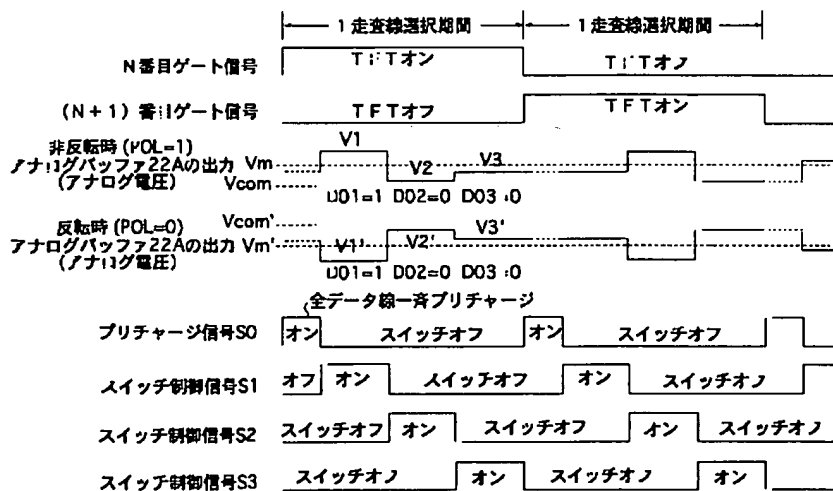 1走査線選択期間 1走査線選択期間
N番目ゲート信号 TFTオン TFTオフ
(N+1)番目ゲート信号 TFTオフ TFTオン
非反転時(POL=1)
アナログバッファ22Aの出力 Vm
(アナログ電圧)
Vcom
V1 V2 V3
D01=1 D02=0 D03=0
Vcom'
反転時(POL=0)
アナログバッファ22Aの出力 Vm'
(アナログ電圧)
V1' V2' V3'
D01=1 D02=0 D03=0
全データ線一斉プリチャージ
プリチャージ信号S0 オン スイッチオフ オン スイッチオフ
スイッチ制御信号S1 オフ オン スイッチオフ オン スイッチオフ
スイッチ制御信号S2 スイッチオフ オン スイッチオフ オン スイッチオフ
スイッチ制御信号S3 スイッチオフ オン スイッチオフ オン